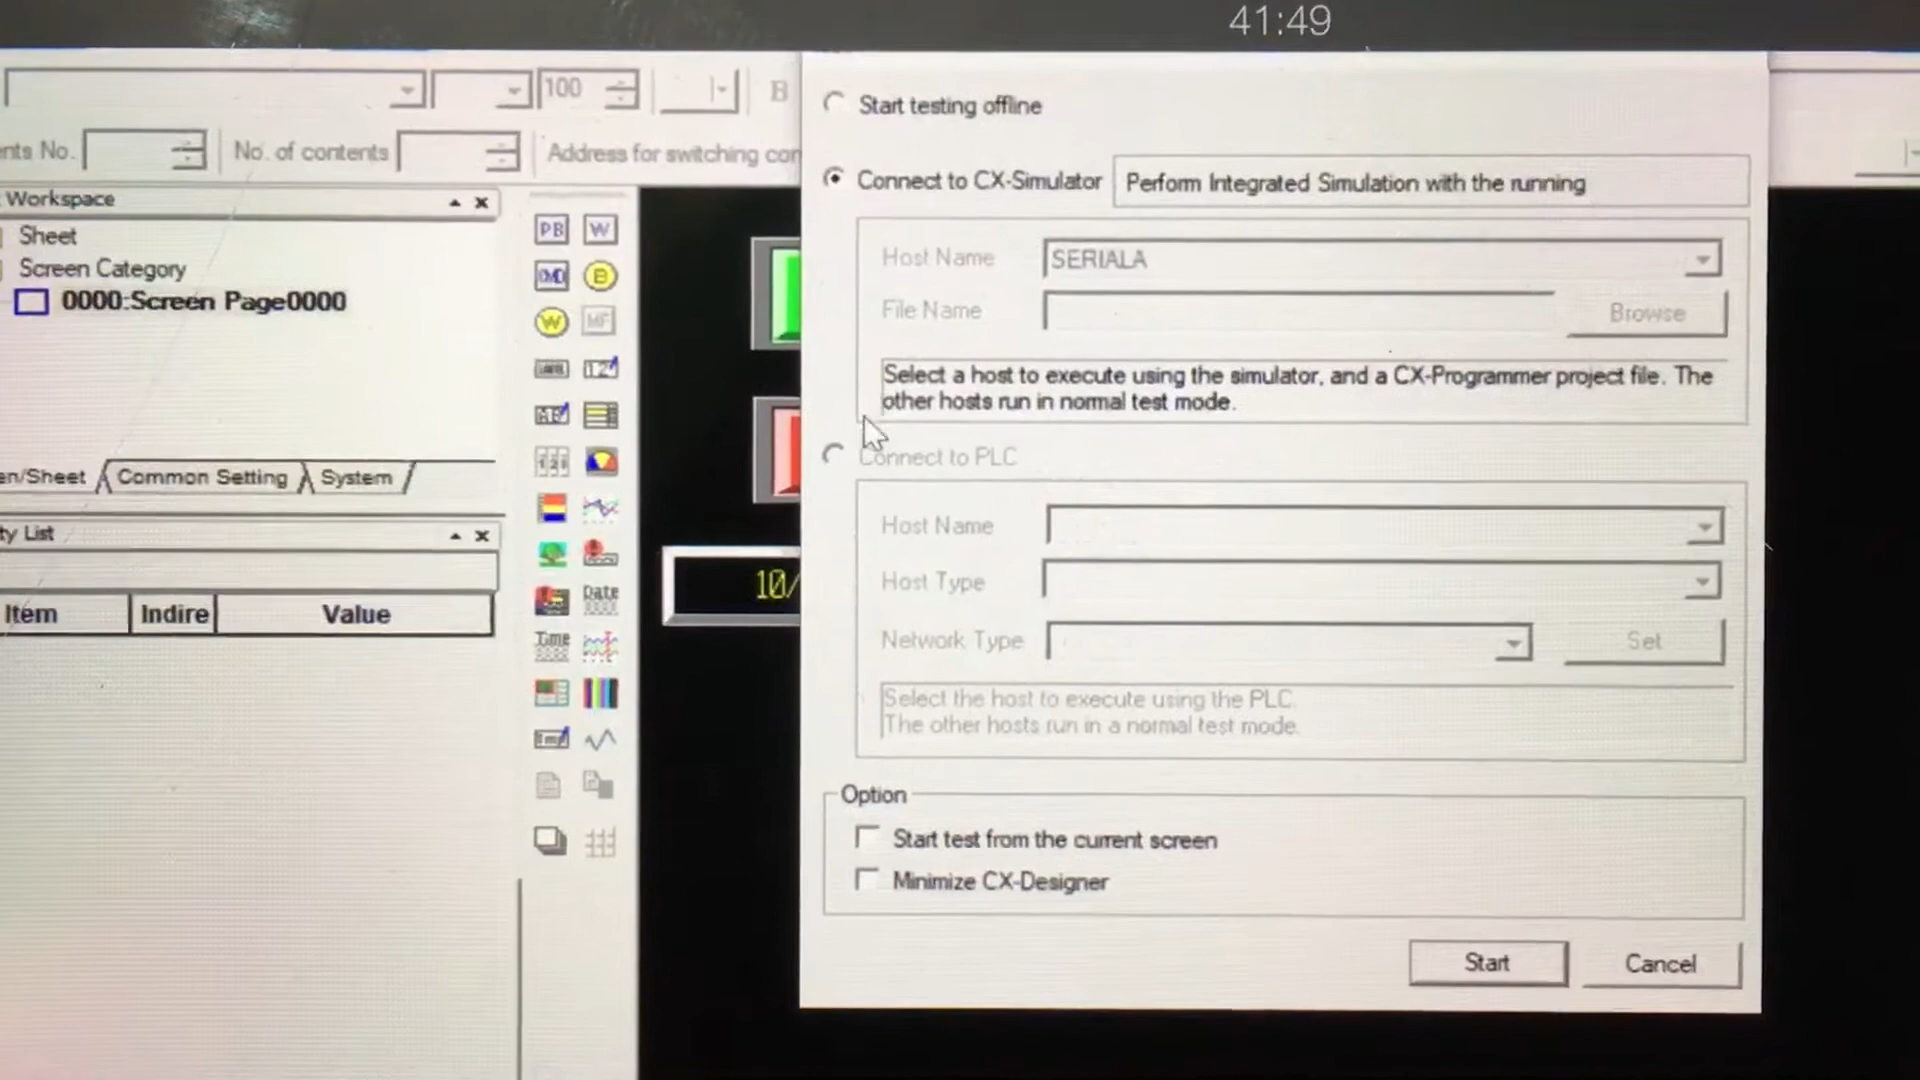 41:49
100
B
Start testing offline
nts No.
No. of contents
Address for switching con
Connect to CX-Simulator
Perform Integrated Simulation with the running
Workspace
Sheet
Screen Category
0000:Screen Page0000
PB
W
B
W
MF
Host Name
SERIALA
File Name
Browse
Select a host to execute using the simulator, and a CX-Programmer project file. The
other hosts run in normal test mode.
Connect to PLC
en/Sheet
Common Setting
System
ty List
Item
Indire
Value
Date
Time
10/
Host Name
Host Type
Network Type
Set
Select the host to execute using the PLC.
The other hosts run in a normal test mode.
Option
Start test from the current screen
Minimize CX-Designer
Start
Cancel